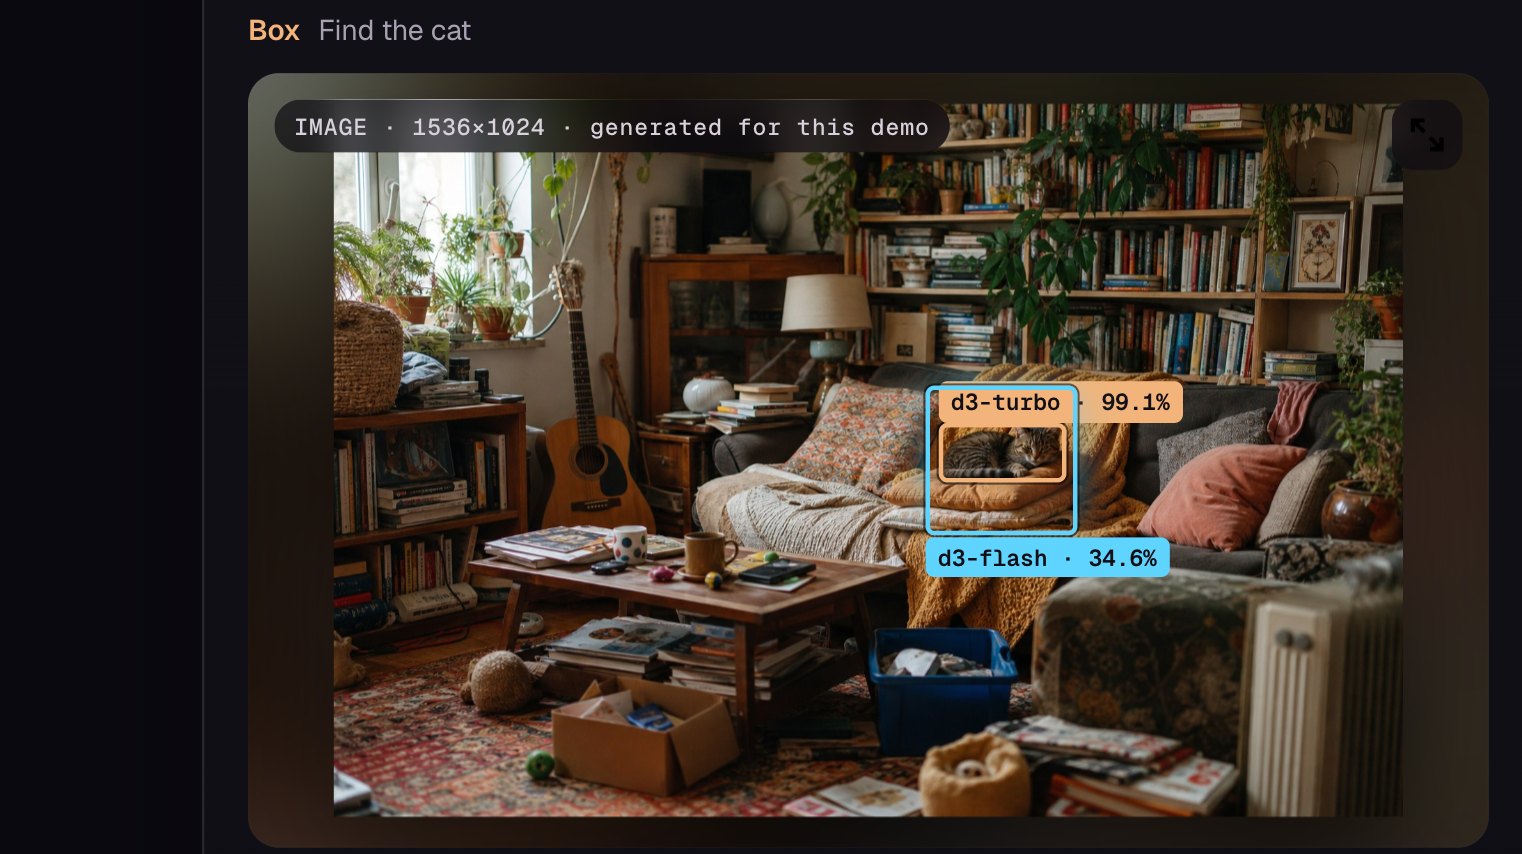 Box Find the cat
IMAGE · 1536×1024 · generated for this demo
d3-turbo · 99.1%
d3-flash · 34.6%